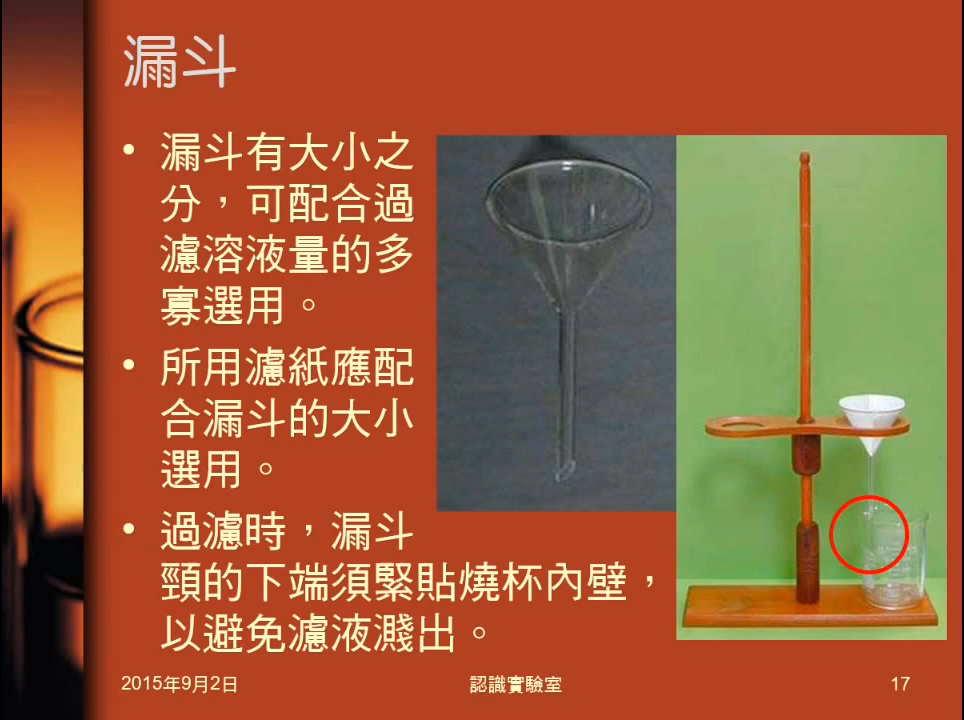 漏斗
• 漏斗有大小之
分，可配合過
濾溶液量的多
寡選用。
• 所用濾紙應配
合漏斗的大小
選用。
• 過濾時，漏斗
頸的下端須緊貼燒杯內壁，
以避免濾液濺出。
2015年9月2日
認識實驗室
17